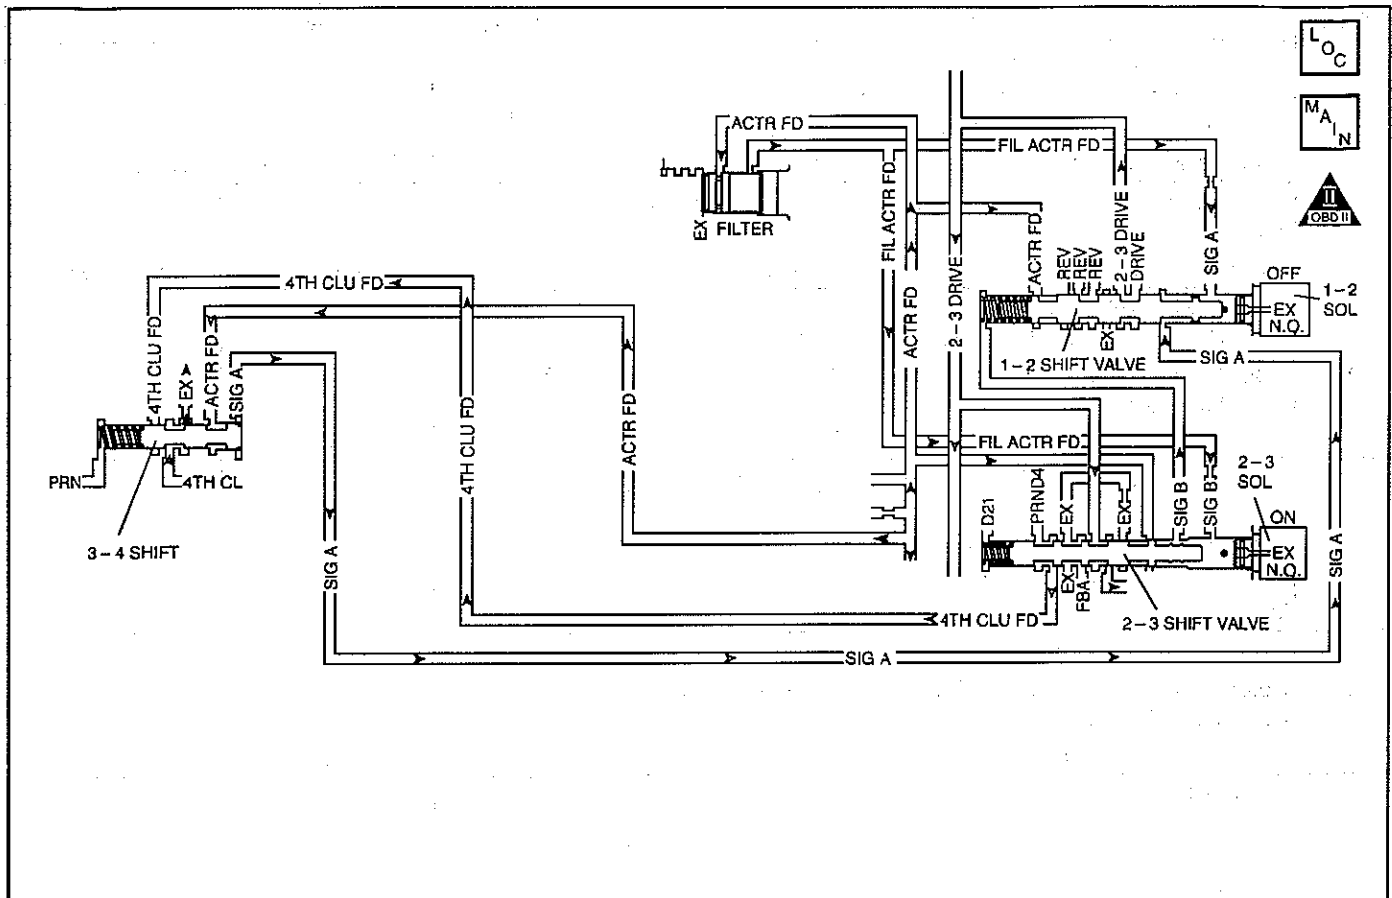 LOC
MAIN
II
OBD II
ACTR FD
FIL ACTR FD
EX
FILTER
FIL ACTR FD
ACTR FD
2-3 DRIVE
ACTR FD
REV
REV
REV
2-3 DRIVE
DRIVE
SIG A
OFF
1-2
SOL
EX
N.O.
EX
1-2 SHIFT VALVE
SIG A
4TH CLU FD
4TH CLU FD
EX
ACTR FD
SIG A
PRN
4TH CL
3-4 SHIFT
SIG A
4TH CLU FD
ACTR FD
FIL ACTR FD
D21
PRND4
EX
EX
SIG B
SIG B
2-3
SOL
ON
EX
N.O.
SIG A
EX
FBA
4TH CLU FD
2-3 SHIFT VALVE
SIG A